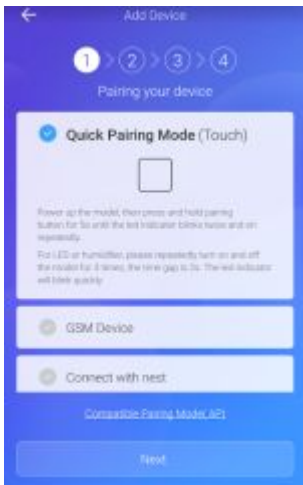 Add Device
1 > 2 > 3 > 4
Pairing your device
Quick Pairing Mode (Touch)
Power up the model, then press and hold pairing
button for 5s until the led indicator blinks twice and on
repeatedly.
For LED or humidifier, please repeatedly turn on and off
the model for 3 times, the time gap is 3s. The led indicator
will blink quickly.
GSM Device
Connect with nest
Compatible Pairing Mode( AP)
Next